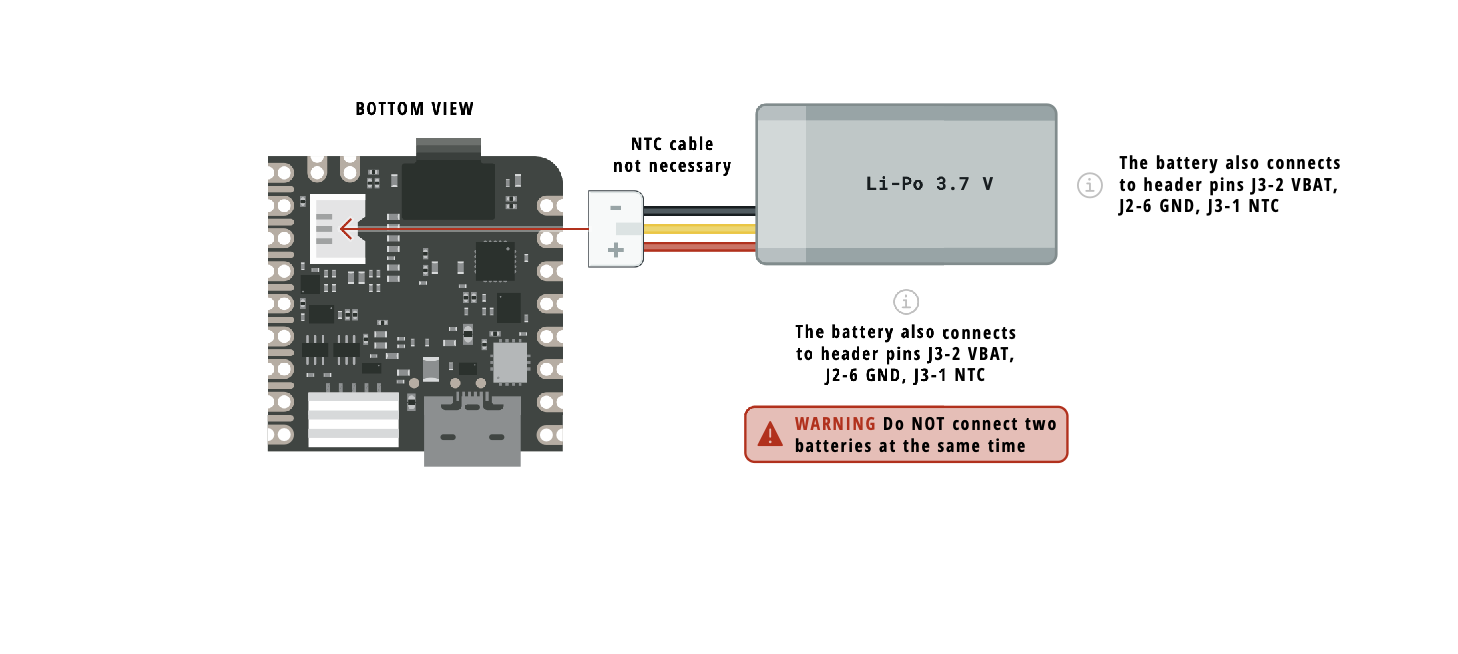 BOTTOM VIEW
NTC cable
not necessary
-
+
Li-Po 3.7 V
The battery also connects
to header pins J3-2 VBAT,
J2-6 GND, J3-1 NTC
The battery also connects
to header pins J3-2 VBAT,
J2-6 GND, J3-1 NTC
WARNING Do NOT connect two
batteries at the same time